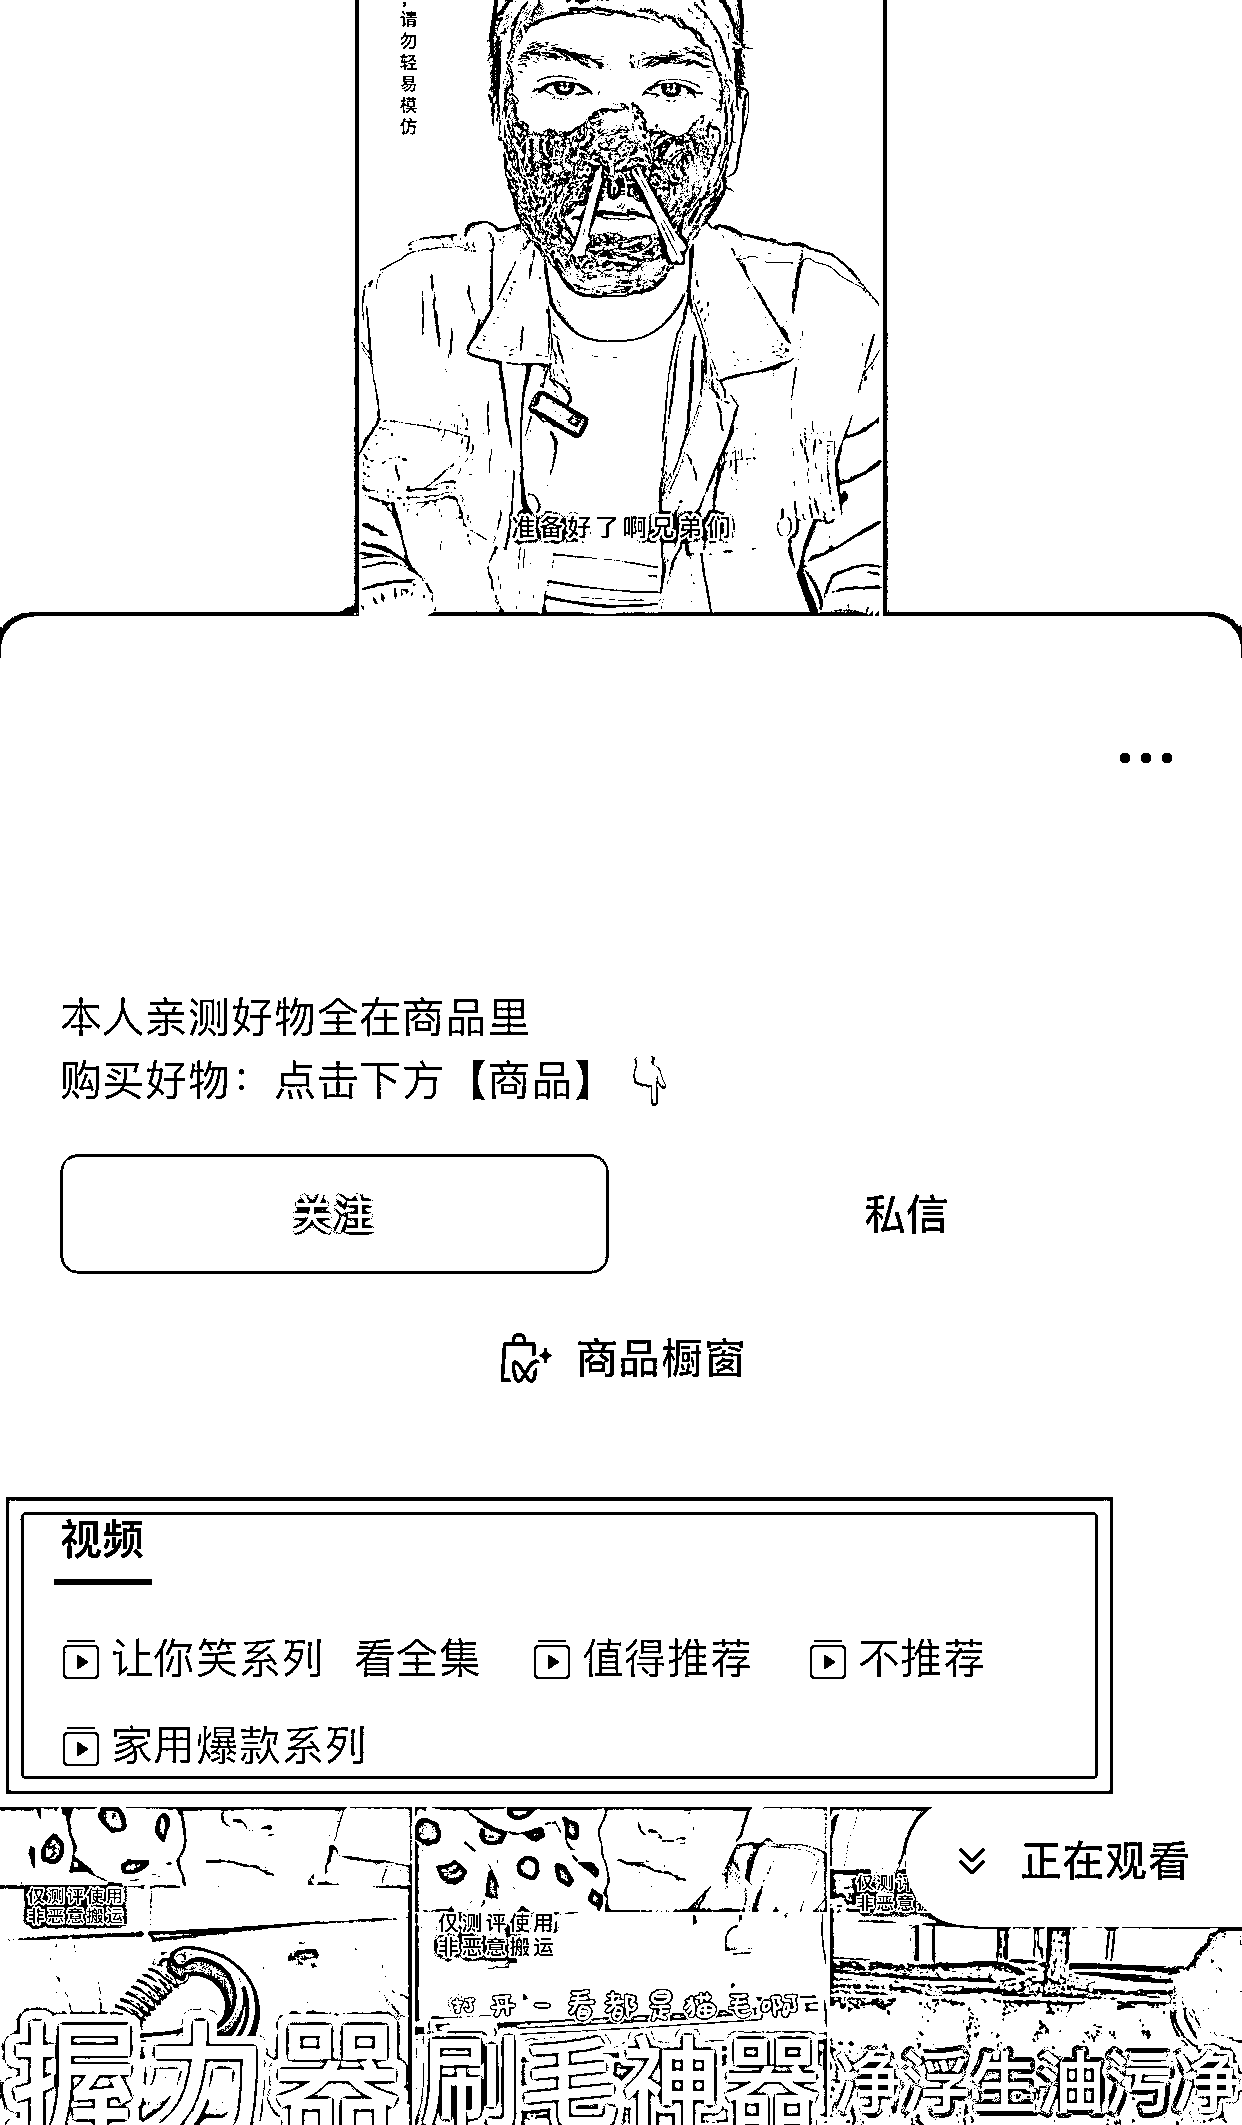 ,请勿轻易模仿
准备好了啊兄弟们
本人亲测好物全在商品里
购买好物：点击下方【商品】👇
关注
私信
商品橱窗
视频
让你笑系列 看全集
值得推荐
不推荐
家用爆款系列
正在观看
仅测评使用
非恶意搬运
仅测评使用
非恶意搬运
仅测评
非恶意
打开一看都是猫毛啊
握力器
刷毛神器
净浮生油污净